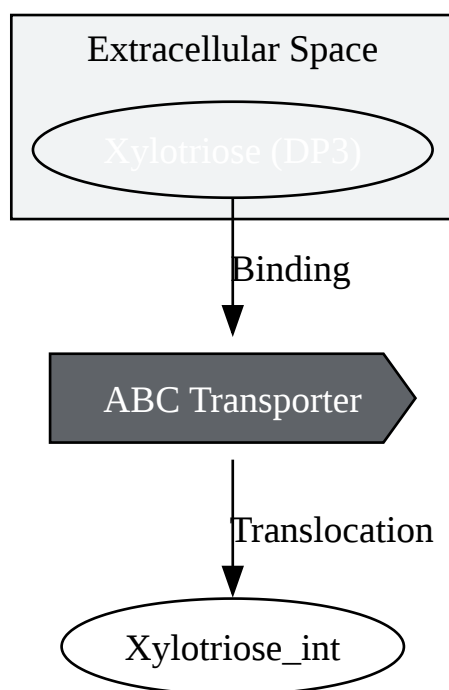 Extracellular Space
Xylotriose (DP3)
Binding
ABC Transporter
Translocation
Xylotriose_int